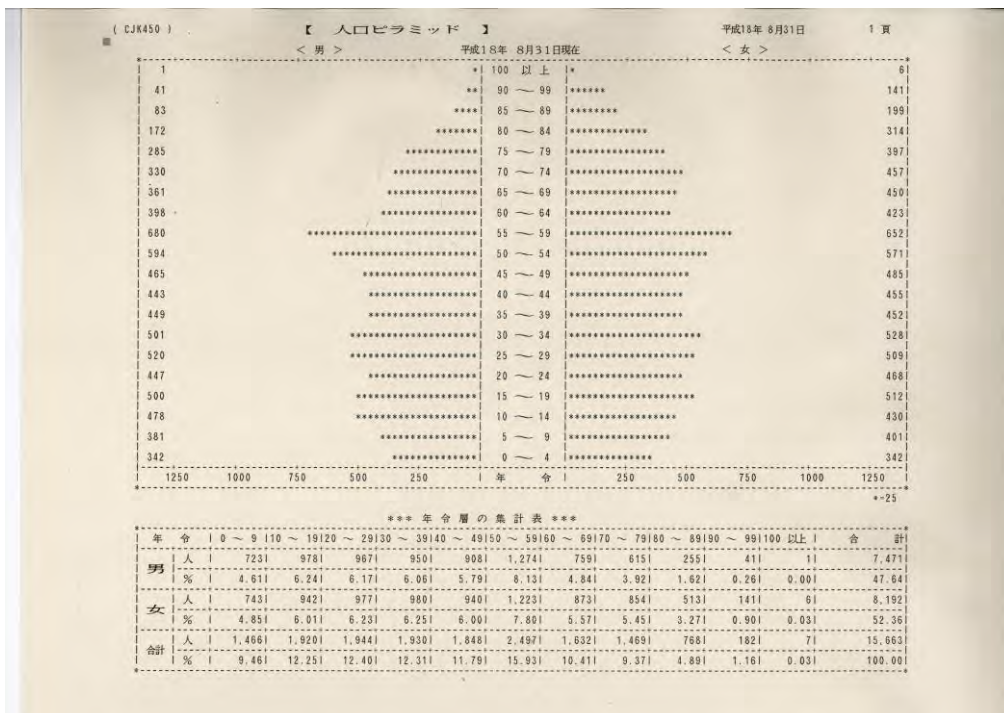 ( CJK450 ) 【 人口ピラミッド 】 平成18年 8月31日 1 頁
< 男 > 平成18年 8月31日現在 < 女 >
1 *| 100 以 上 |* 6
41 **| 90 ～ 99 |****** 141
83 ****| 85 ～ 89 |******** 199
172 *******| 80 ～ 84 |************* 314
285 ************| 75 ～ 79 |**************** 397
330 **************| 70 ～ 74 |******************* 457
361 ***************| 65 ～ 69 |****************** 450
398 ****************| 60 ～ 64 |***************** 423
680 ****************************| 55 ～ 59 |*************************** 652
594 ************************| 50 ～ 54 |*********************** 571
465 *******************| 45 ～ 49 |******************** 485
443 ******************| 40 ～ 44 |******************* 455
449 ******************| 35 ～ 39 |******************* 452
501 *********************| 30 ～ 34 |********************** 528
520 *********************| 25 ～ 29 |********************* 509
447 ******************| 20 ～ 24 |******************* 468
500 ********************| 15 ～ 19 |********************* 512
478 ********************| 10 ～ 14 |****************** 430
381 ****************| 5 ～ 9 |***************** 401
342 **************| 0 ～ 4 |************** 342
1250 1000 750 500 250 | 年 令 | 250 500 750 1000 1250
*=25
*** 年 令 層 の 集 計 表 ***
年 令 | 0 ～ 9 |10 ～ 19|20 ～ 29|30 ～ 39|40 ～ 49|50 ～ 59|60 ～ 69|70 ～ 79|80 ～ 89|90 ～ 99|100 以上 | 合 計|
男 | 人 | 723| 978| 967| 950| 908| 1,274| 759| 615| 255| 41| 1| 7,471|
| % | 4.61| 6.24| 6.17| 6.06| 5.79| 8.13| 4.84| 3.92| 1.62| 0.26| 0.00| 47.64|
女 | 人 | 743| 942| 977| 980| 940| 1,223| 873| 854| 513| 141| 6| 8,192|
| % | 4.85| 6.01| 6.23| 6.25| 6.00| 7.80| 5.57| 5.45| 3.27| 0.90| 0.03| 52.36|
合計 | 人 | 1,466| 1,920| 1,944| 1,930| 1,848| 2,497| 1,632| 1,469| 768| 182| 7| 15,663|
| % | 9.46| 12.25| 12.40| 12.31| 11.79| 15.93| 10.41| 9.37| 4.89| 1.16| 0.03| 100.00|